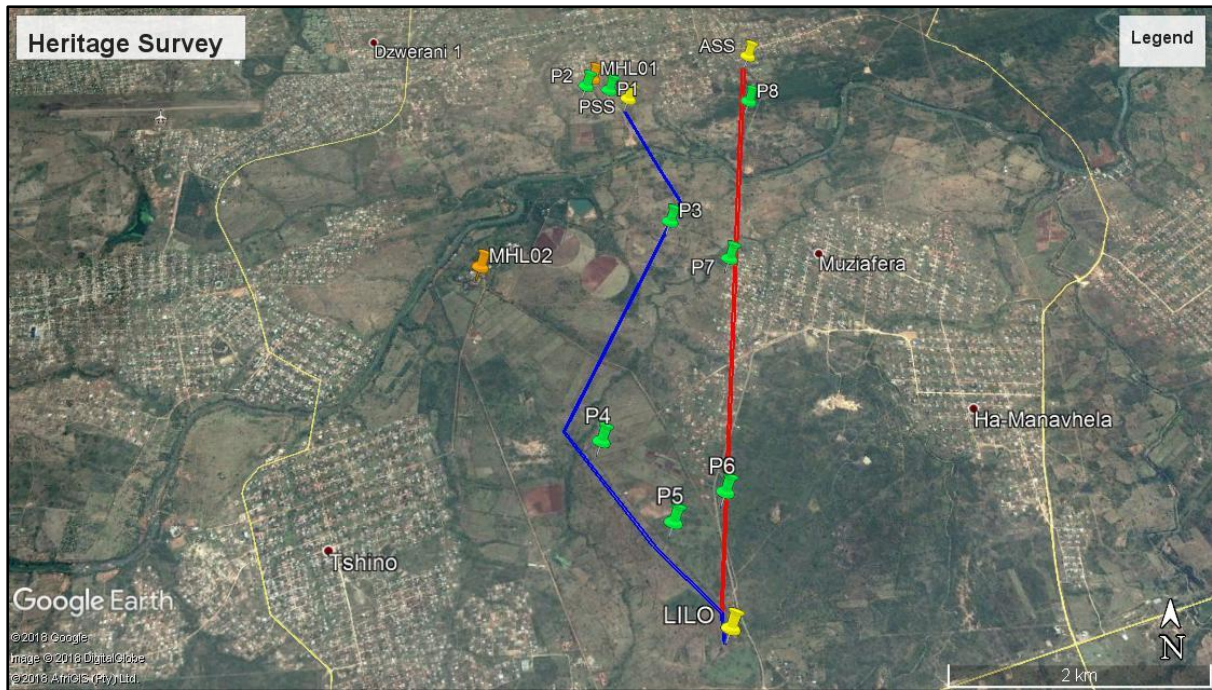 Heritage Survey
Legend
Dzwerani 1
ASS
P2
MHL01
P1
PSS
P8
P3
MHL02
P7
Muziafera
P4
Ha-Manavhela
P6
P5
Tshino
LILO
Google Earth
© 2018 Google
Image © 2018 DigitalGlobe
© 2018 AfriGIS (Pty) Ltd.
N
2 km